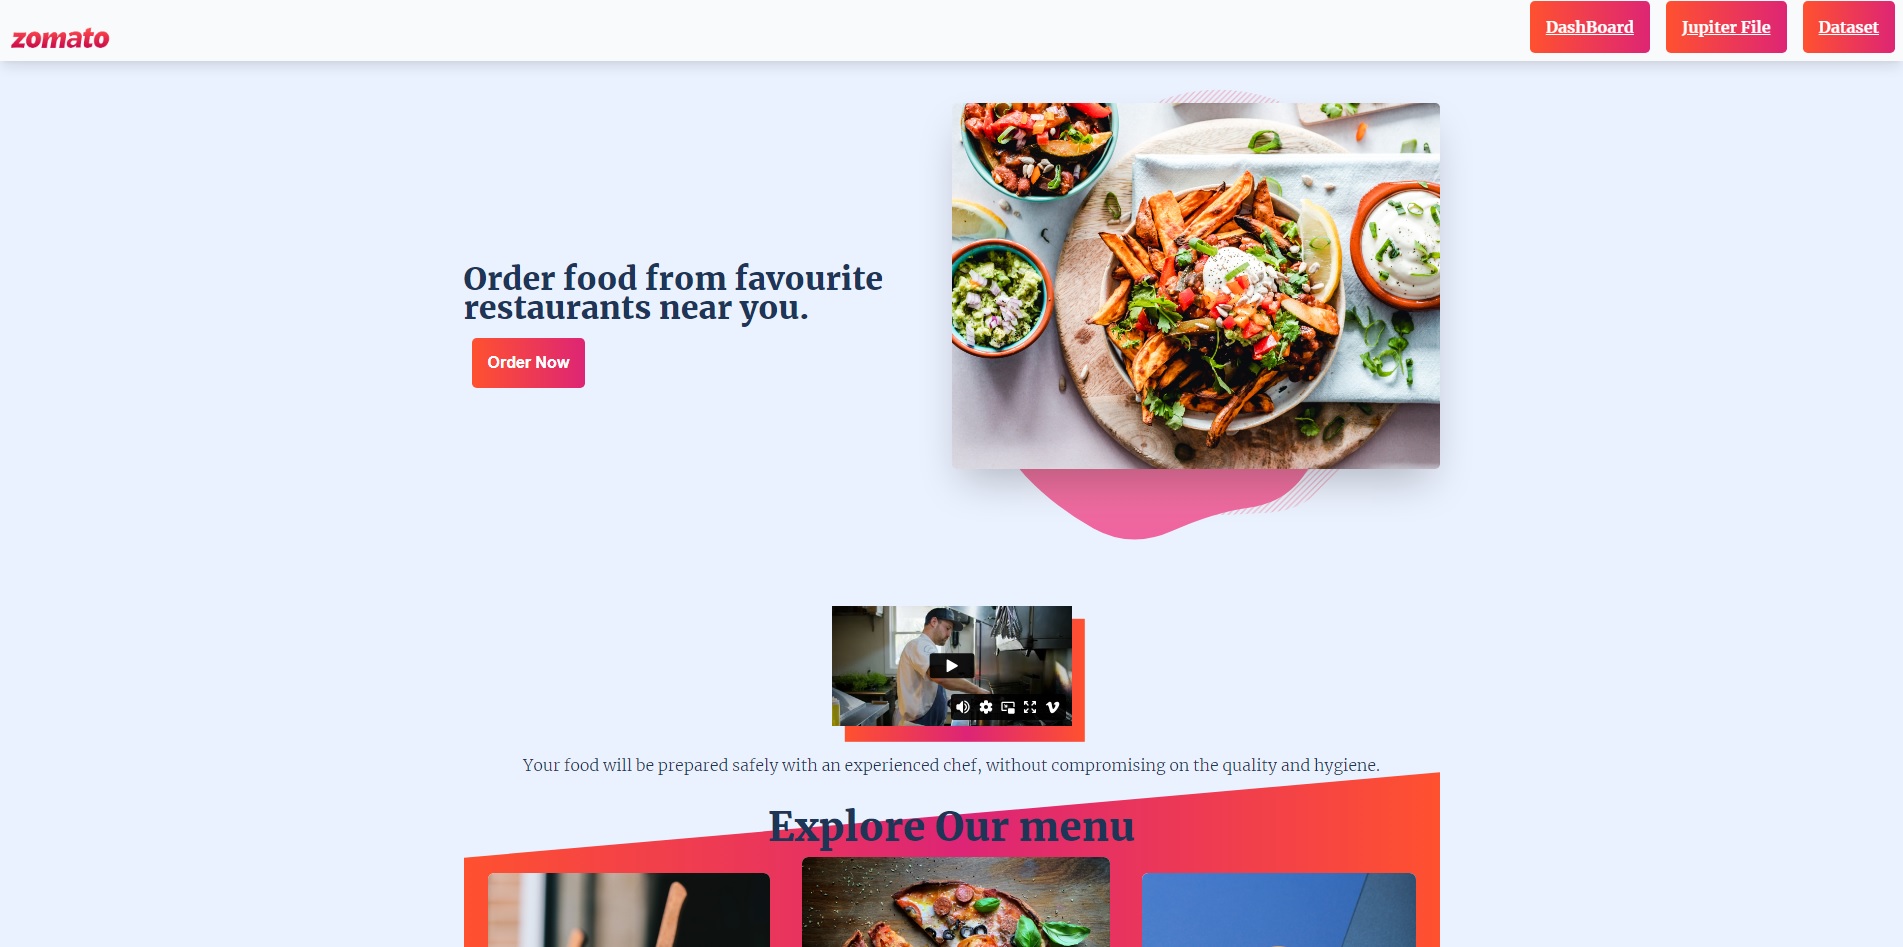 zomato
DashBoard
Jupiter File
Dataset
Order food from favourite
restaurants near you.
Order Now
Your food will be prepared safely with an experienced chef, without compromising on the quality and hygiene.
Explore Our menu